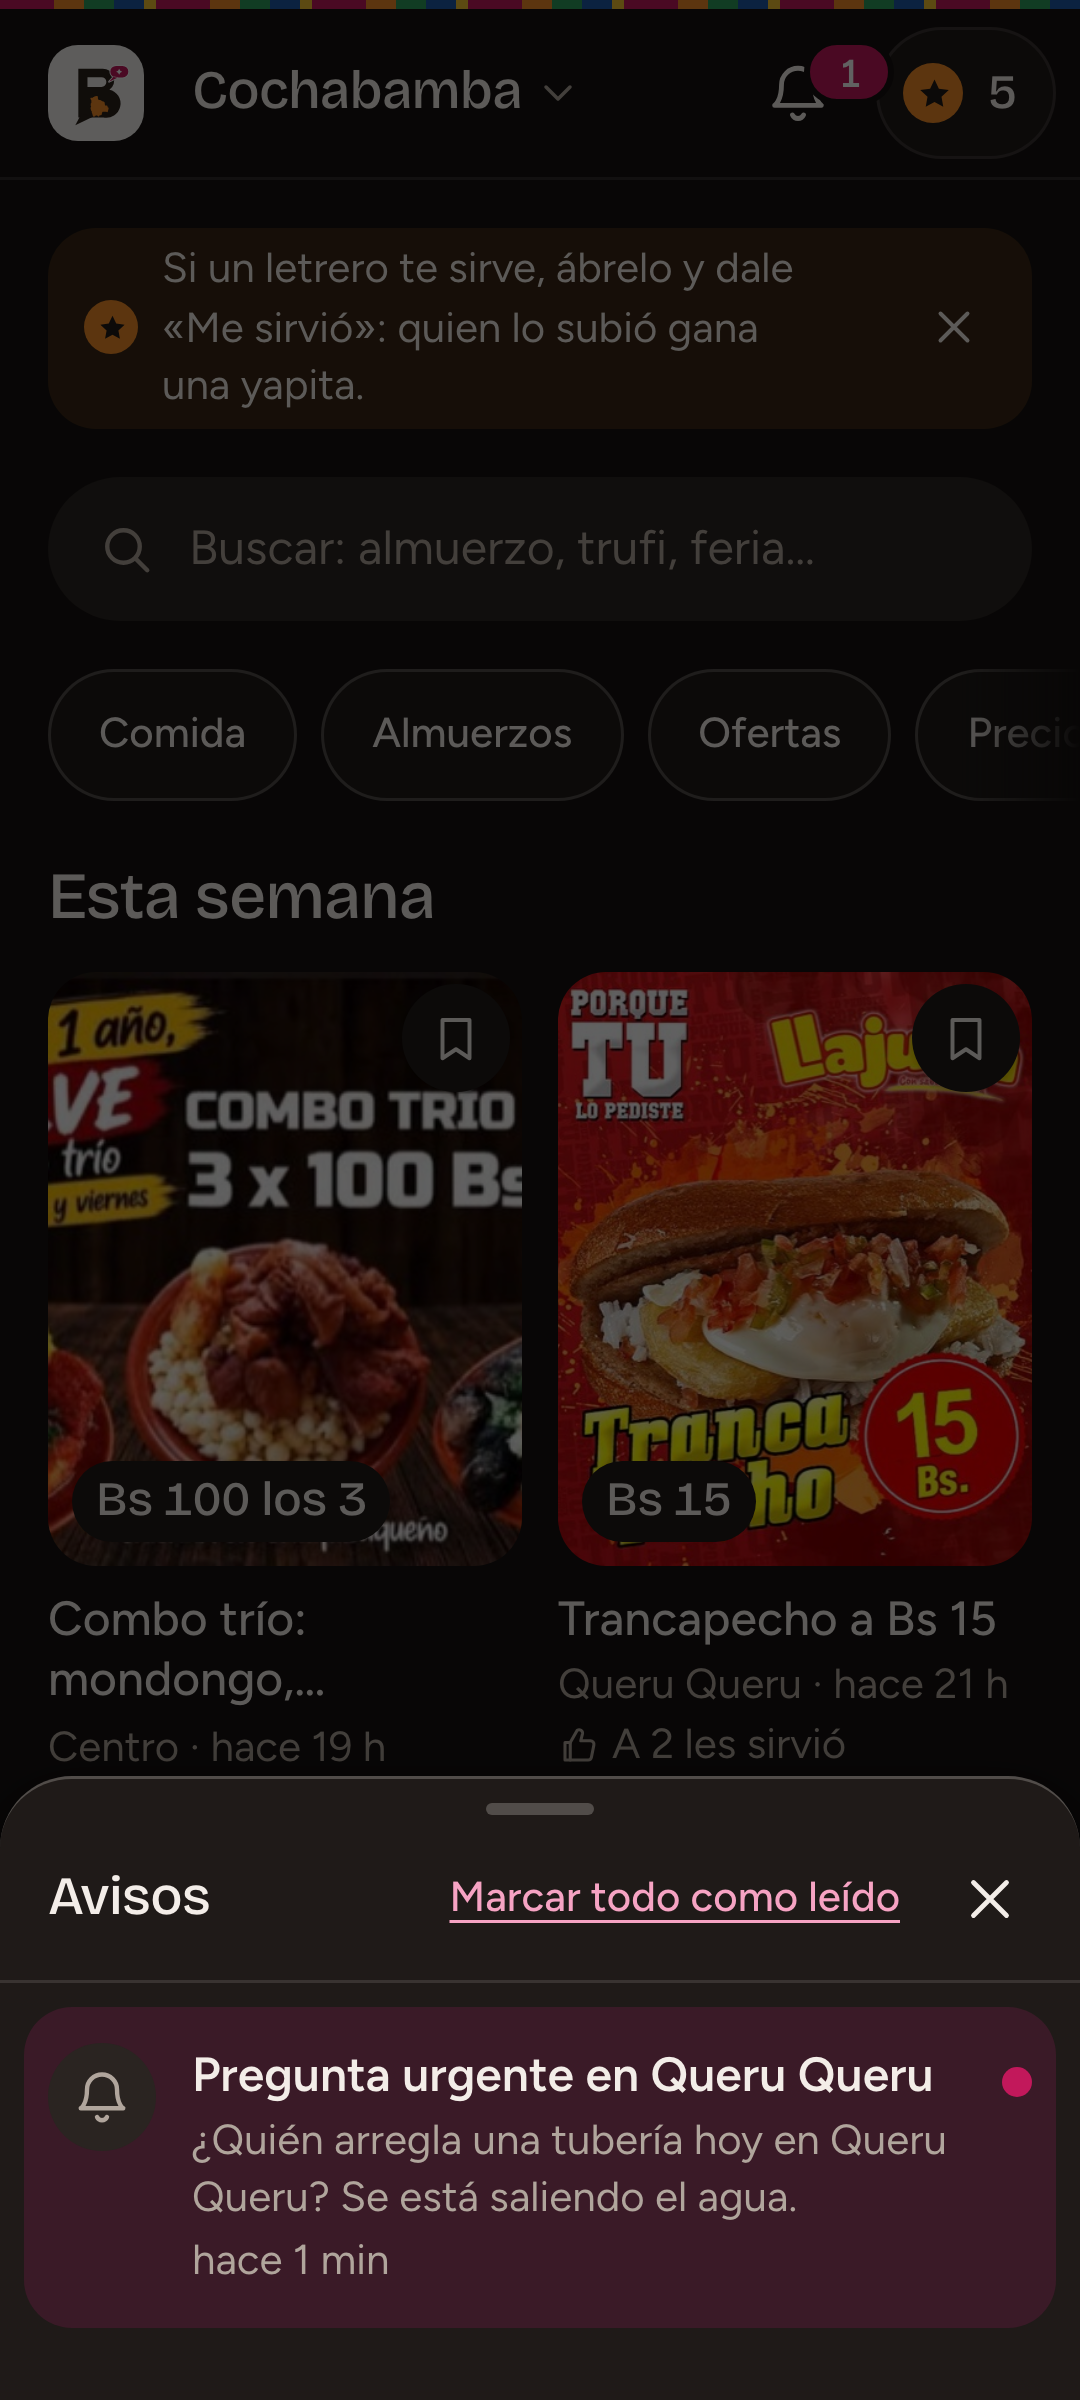 B
Cochabamba
1
5
Si un letrero te sirve, ábrelo y dale
«Me sirvió»: quien lo subió gana
una yapita.
Buscar: almuerzo, trufi, feria...
Comida
Almuerzos
Ofertas
Esta semana
1 año,
VE
trío
y viernes
COMBO TRIO
3 x 100 Bs
Bs 100 los 3
PORQUE
TU
LO PEDISTE
15
Bs.
Bs 15
Combo trío:
mondongo,...
Centro · hace 19 h
Trancapecho a Bs 15
Queru Queru · hace 21 h
A 2 les sirvió
Avisos
Marcar todo como leído
Pregunta urgente en Queru Queru
¿Quién arregla una tubería hoy en Queru
Queru? Se está saliendo el agua.
hace 1 min